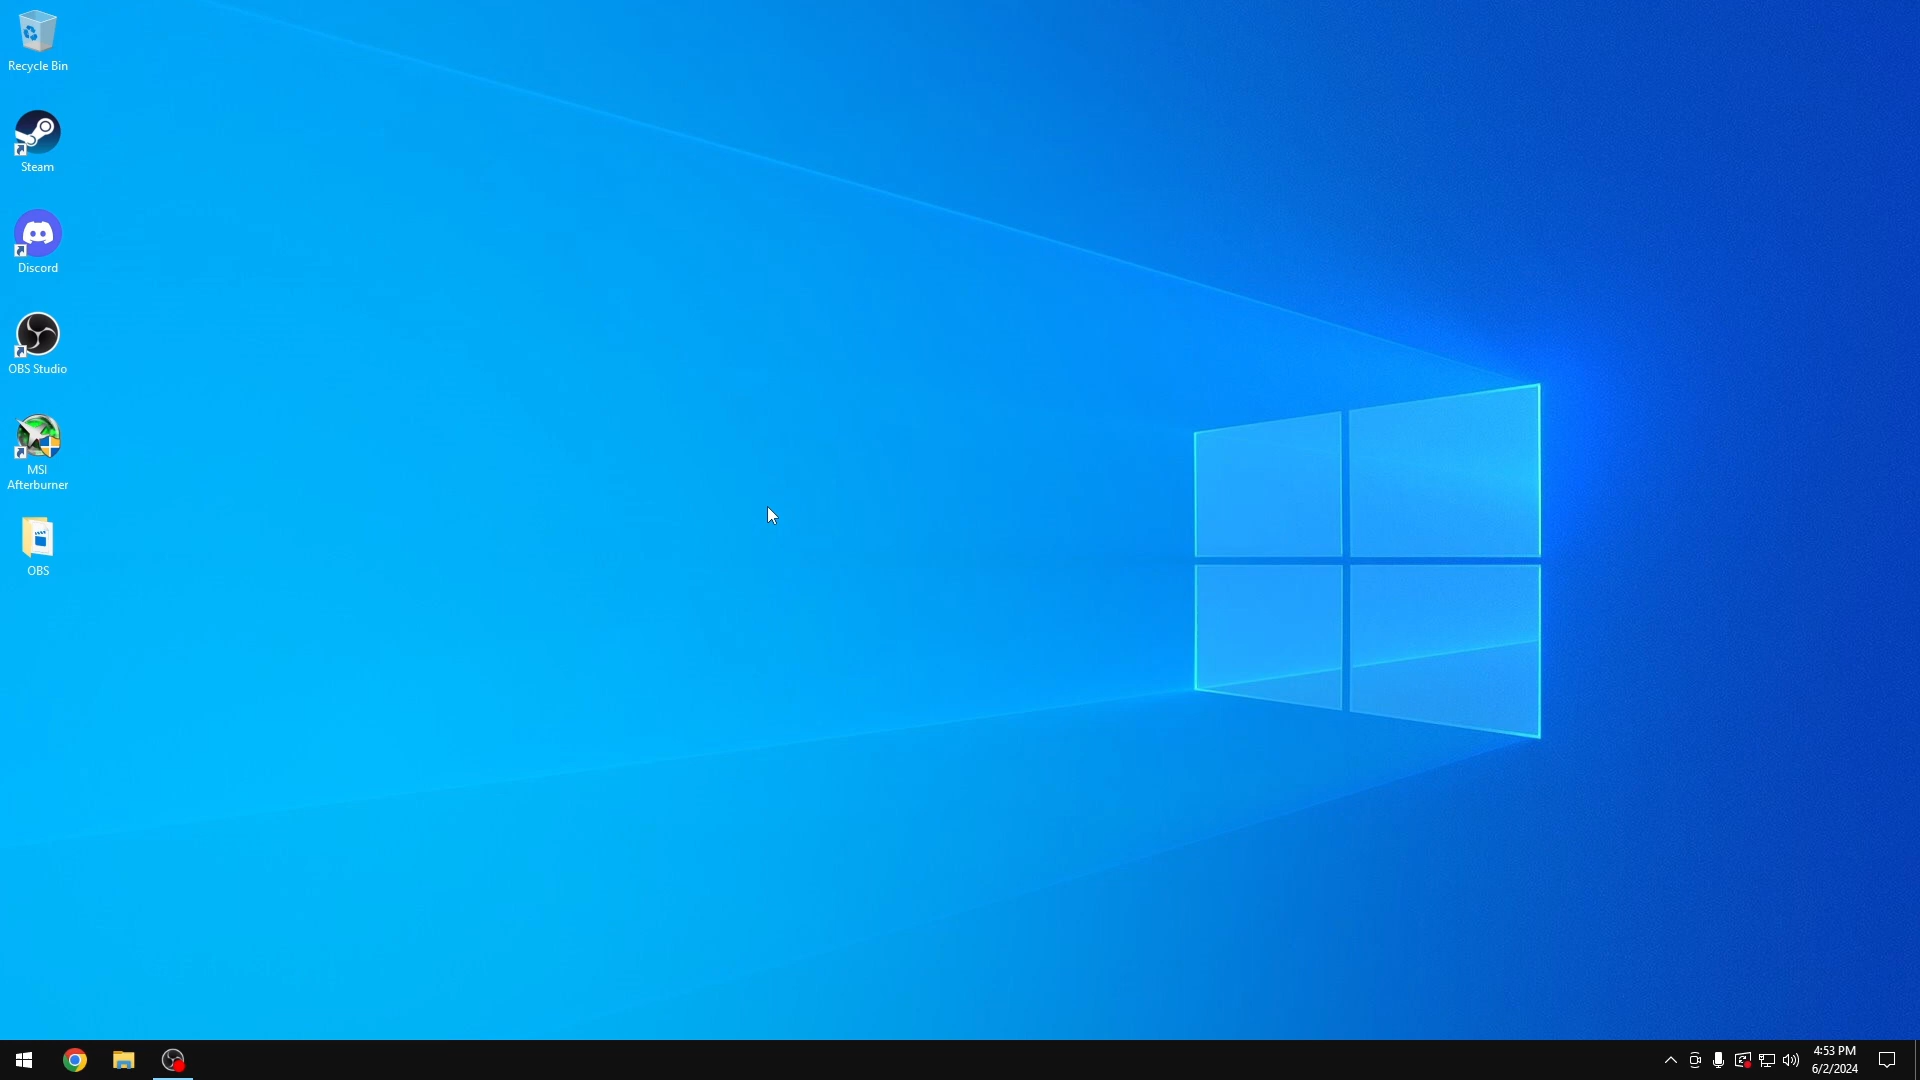 Recycle Bin
Steam
Discord
OBS Studio
MSI
Afterburner
OBS
4:53 PM
6/2/2024